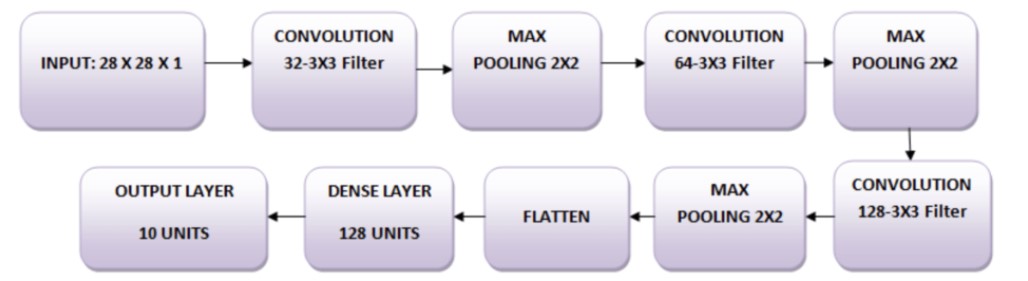 INPUT: 28 X 28 X 1
CONVOLUTION
32-3X3 Filter
MAX
POOLING 2X2
CONVOLUTION
64-3X3 Filter
MAX
POOLING 2X2
CONVOLUTION
128-3X3 Filter
MAX
POOLING 2X2
FLATTEN
DENSE LAYER
128 UNITS
OUTPUT LAYER
10 UNITS